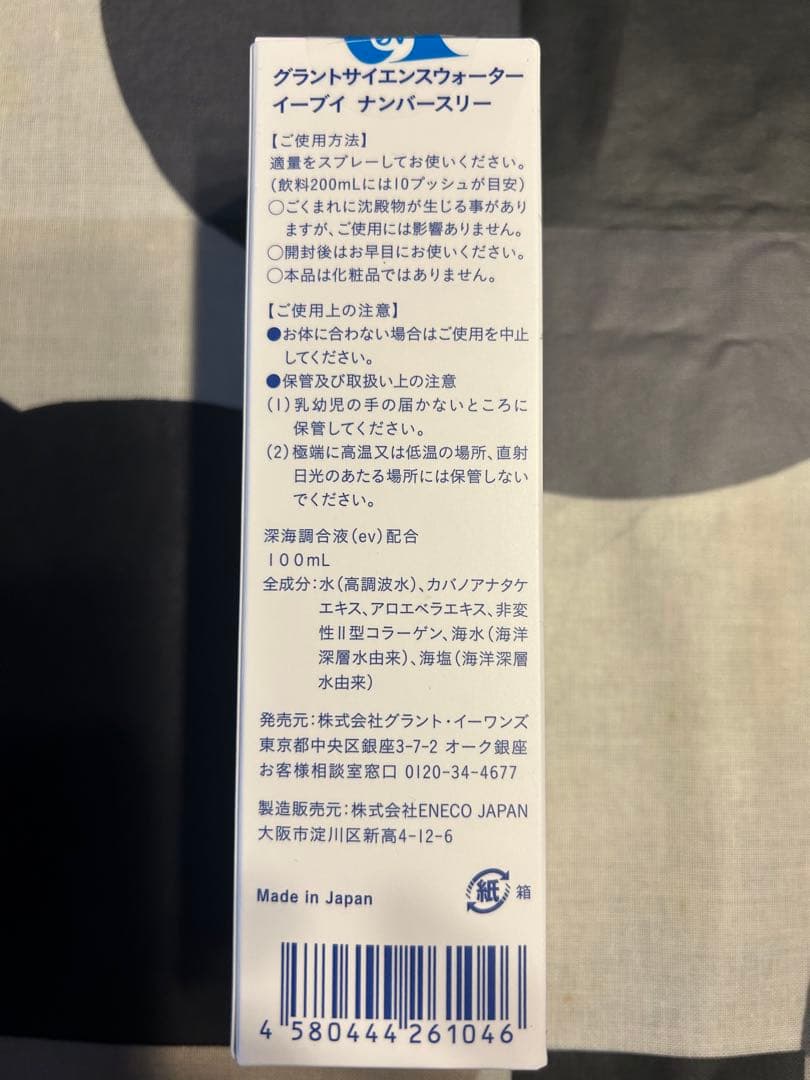 グラントサイエンスウォーター
イーブイ ナンバースリー
【ご使用方法】
適量をスプレーしてお使いください。
(飲料200mLには10プッシュが目安)
○ごくまれに沈殿物が生じる事があり
ますが、ご使用には影響ありません。
○開封後はお早目にお使いください。
○本品は化粧品ではありません。
【ご使用上の注意】
●お体に合わない場合はご使用を中止
してください。
●保管及び取扱い上の注意
(1)乳幼児の手の届かないところに
保管してください。
(2)極端に高温又は低温の場所、直射
日光のあたる場所には保管しない
でください。
深海調合液(ev)配合
100mL
全成分:水(高調波水)、カバノアナタケ
エキス、アロエベラエキス、非変
性Ⅱ型コラーゲン、海水(海洋
深層水由来)、海塩(海洋深層
水由来)
発売元:株式会社グラント・イーワンズ
東京都中央区銀座3-7-2 オーク銀座
お客様相談室窓口 0120-34-4677
製造販売元:株式会社ENECO JAPAN
大阪市淀川区新高4-12-6
Made in Japan
紙 箱
4 580444 261046